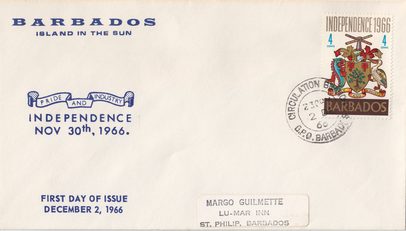 BARBADOS
ISLAND IN THE SUN
PRIDE AND INDUSTRY
INDEPENDENCE
NOV 30th, 1966.
FIRST DAY OF ISSUE
DECEMBER 2, 1966
INDEPENDENCE 1966
4 4
BARBADOS
CIRCULATION
G.P.O. BARBADOS
MARGO GUILMETTE
LU-MAR INN
ST. PHILIP, BARBADOS